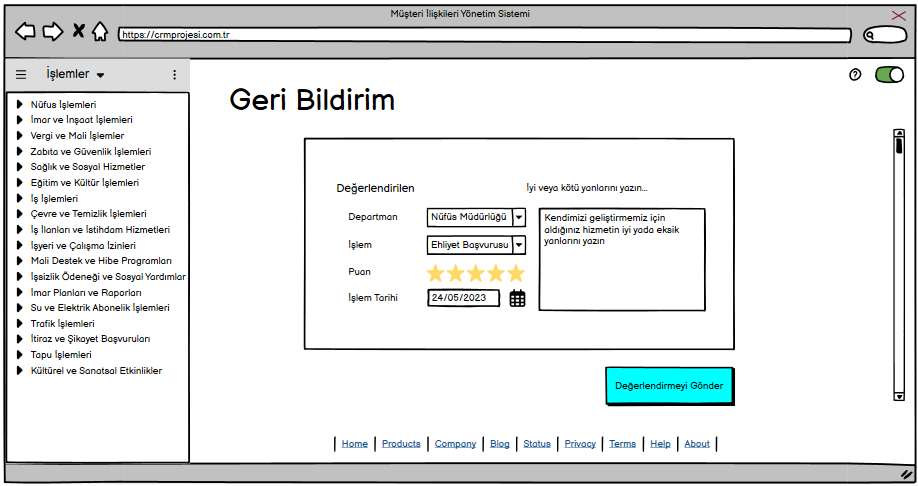 Müşteri İlişkileri Yönetim Sistemi
https://crmprojesi.com.tr
İşlemler
Nüfus İşlemleri
İmar ve İnşaat İşlemleri
Vergi ve Mali İşlemler
Zabıta ve Güvenlik İşlemleri
Sağlık ve Sosyal Hizmetler
Eğitim ve Kültür İşlemleri
İş İşlemleri
Çevre ve Temizlik İşlemleri
İş İlanları ve İstihdam Hizmetleri
İşyeri ve Çalışma İzinleri
Mali Destek ve Hibe Programları
İşsizlik Ödeneği ve Sosyal Yardımlar
İmar Planları ve Raporları
Su ve Elektrik Abonelik İşlemleri
Trafik İşlemleri
İtiraz ve Şikayet Başvuruları
Tapu İşlemleri
Kültürel ve Sanatsal Etkinlikler
Geri Bildirim
Değerlendirilen
Departman Nüfüs Müdürlüğü
İşlem Ehliyet Başvurusu
Puan
İşlem Tarihi 24/05/2023
İyi veya kötü yanlarını yazın...
Kendimizi geliştirmemiz için
aldığınız hizmetin iyi yada eksik
yanlarını yazın
Değerlendirmeyi Gönder
Home | Products | Company | Blog | Status | Privacy | Terms | Help | About